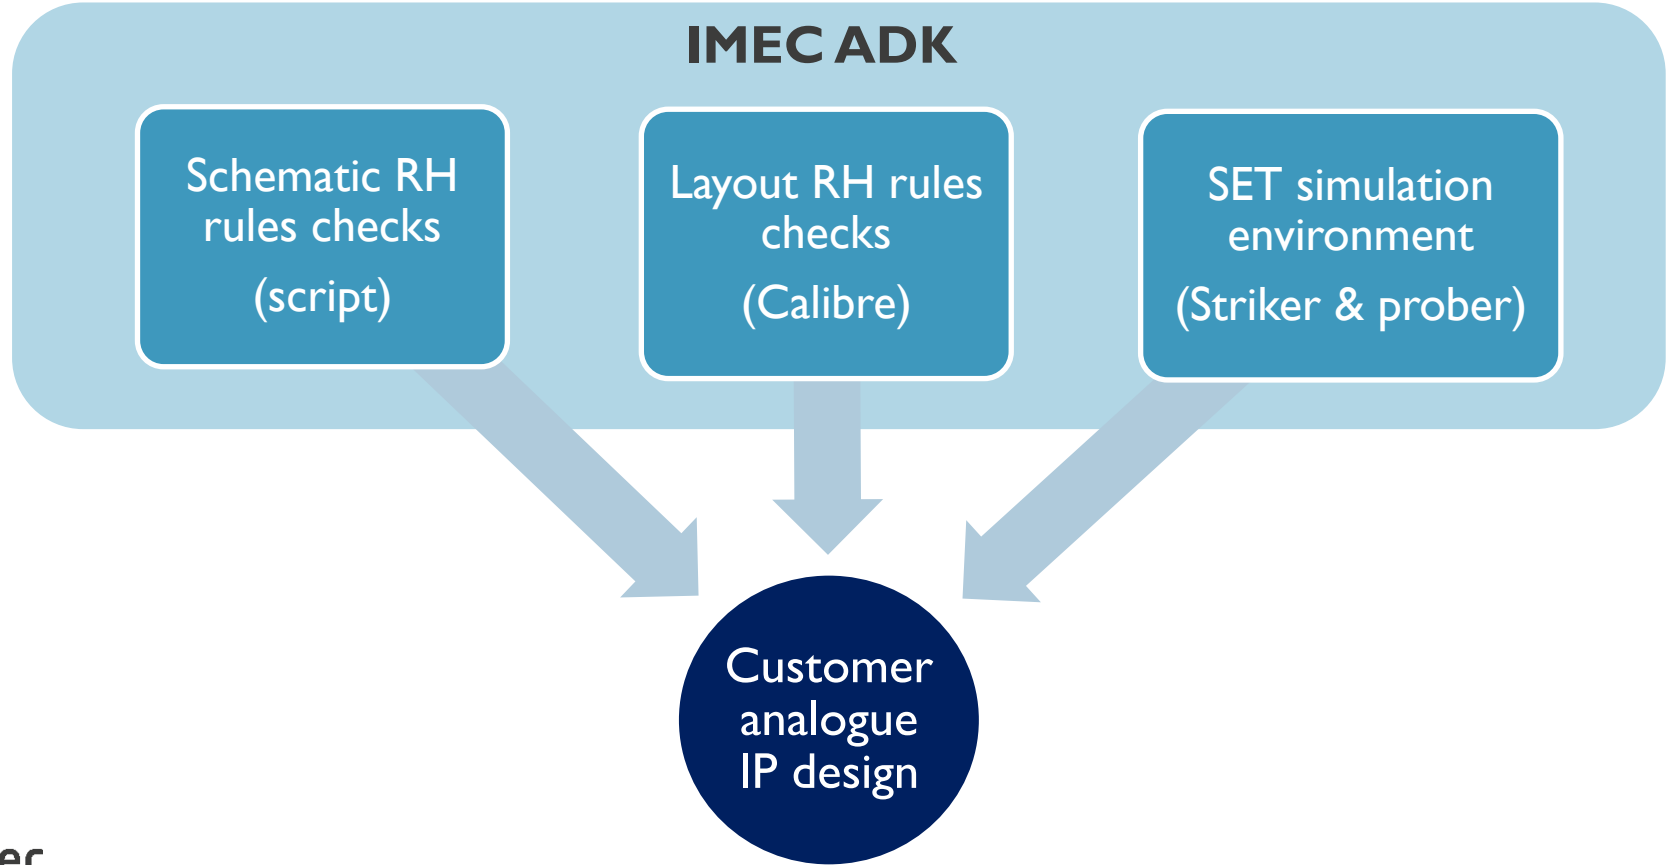 IMEC ADK
Schematic RH
rules checks
(script)
Layout RH rules
checks
(Calibre)
SET simulation
environment
(Striker & prober)
Customer
analogue
IP design